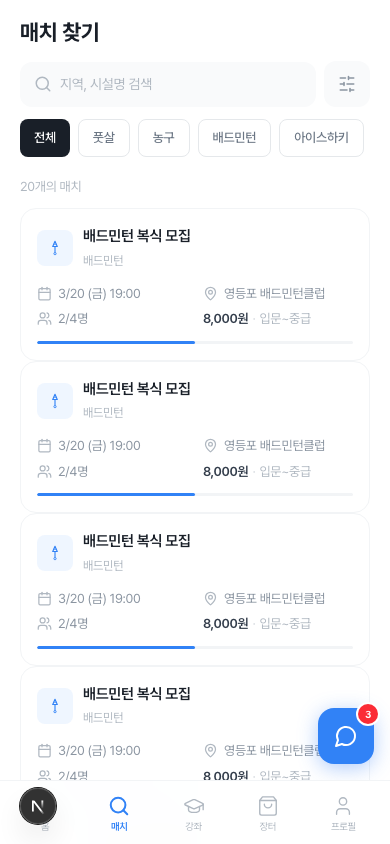 매치 찾기
지역, 시설명 검색
전체 풋살 농구 배드민턴 아이스하키
20개의 매치
배드민턴 복식 모집
배드민턴
3/20 (금) 19:00 영등포 배드민턴클럽
2/4명 8,000원 · 입문~중급
배드민턴 복식 모집
배드민턴
3/20 (금) 19:00 영등포 배드민턴클럽
2/4명 8,000원 · 입문~중급
배드민턴 복식 모집
배드민턴
3/20 (금) 19:00 영등포 배드민턴클럽
2/4명 8,000원 · 입문~중급
배드민턴 복식 모집
배드민턴
3
3/20 (금) 19:00 영등포 배드민턴클
2/4명 8,000원 · 입문~중급
N
홈 매치 강좌 장터 프로필